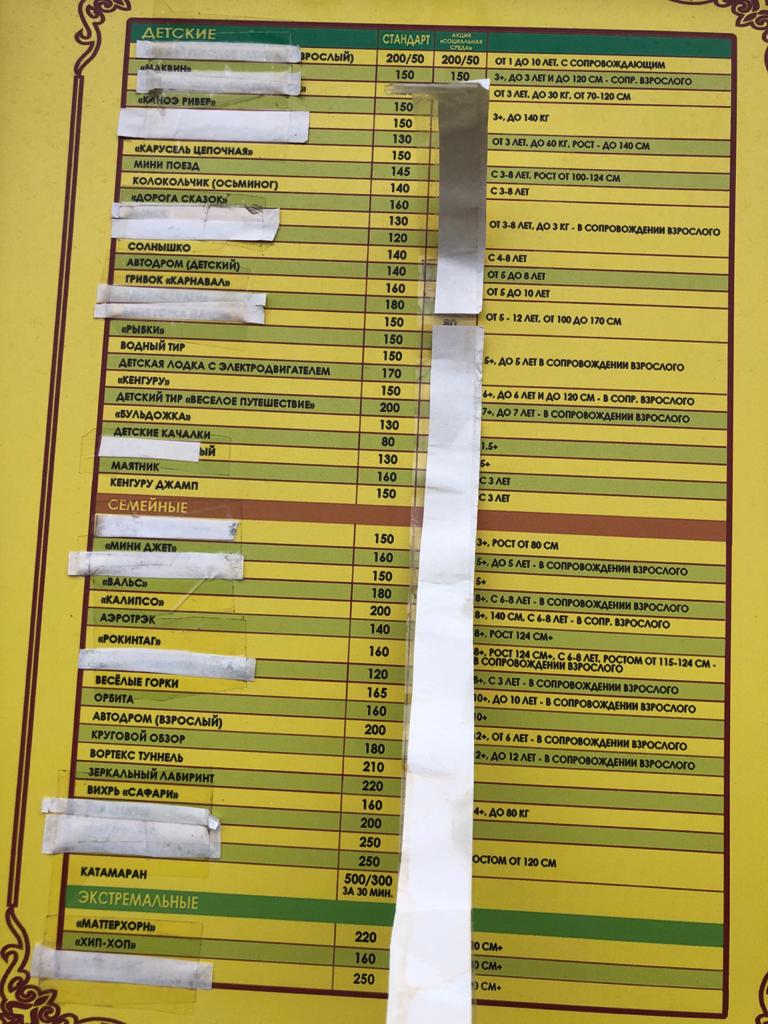 ДЕТСКИЕ СТАНДАРТ АКЦИЯ «СОЦИАЛЬНАЯ СРЕДА»
ВЗРОСЛЫЙ) 200/50 200/50 ОТ 1 ДО 10 ЛЕТ, С СОПРОВОЖДАЮЩИМ
«МАКВИН» 150 150 3+, ДО 3 ЛЕТ И ДО 120 СМ - СОПР. ВЗРОСЛОГО
ОТ 3 ЛЕТ, ДО 30 КГ, ОТ 70-120 СМ
«КАНОЭ РИВЕР» 150
150 3+, ДО 140 КГ
130 ОТ 3 ЛЕТ, ДО 60 КГ, РОСТ - ДО 140 СМ
«КАРУСЕЛЬ ЦЕПОЧНАЯ» 150
МИНИ ПОЕЗД 145 С 3-8 ЛЕТ, РОСТ ОТ 100-124 СМ
КОЛОКОЛЬЧИК (ОСЬМИНОГ) 140 С 3-8 ЛЕТ
«ДОРОГА СКАЗОК» 160
130 ОТ 3-8 ЛЕТ, ДО 3 КГ - В СОПРОВОЖДЕНИИ ВЗРОСЛОГО
120
СОЛНЫШКО 140 С 4-8 ЛЕТ
АВТОДРОМ (ДЕТСКИЙ) 140 ОТ 5 ДО 8 ЛЕТ
ГРИБОК «КАРНАВАЛ» 160 ОТ 5 ДО 10 ЛЕТ
180
150 80 ОТ 5 - 12 ЛЕТ, ОТ 100 ДО 170 СМ
«РЫБКИ» 150
ВОДНЫЙ ТИР 150 5+, ДО 5 ЛЕТ В СОПРОВОЖДЕНИИ ВЗРОСЛОГО
ДЕТСКАЯ ЛОДКА С ЭЛЕКТРОДВИГАТЕЛЕМ 170
«КЕНГУРУ» 150 6+, ДО 6 ЛЕТ И ДО 120 СМ - В СОПР. ВЗРОСЛОГО
ДЕТСКИЙ ТИР «ВЕСЕЛОЕ ПУТЕШЕСТВИЕ» 200 7+, ДО 7 ЛЕТ - В СОПРОВОЖДЕНИИ ВЗРОСЛОГО
«БУЛЬДОЖКА» 130
ДЕТСКИЕ КАЧАЛКИ 80 1.5+
ЫЙ 130 5+
МАЯТНИК 160 С 3 ЛЕТ
КЕНГУРУ ДЖАМП 150 С 3 ЛЕТ
СЕМЕЙНЫЕ
150 3+, РОСТ ОТ 80 СМ
«МИНИ ДЖЕТ» 160 5+, ДО 5 ЛЕТ - В СОПРОВОЖДЕНИИ ВЗРОСЛОГО
150 5+
«ВАЛЬС» 180 8+, С 6-8 ЛЕТ - В СОПРОВОЖДЕНИИ ВЗРОСЛОГО
«КАЛИПСО» 200 8+, 140 СМ, С 6-8 ЛЕТ - В СОПР. ВЗРОСЛОГО
АЭРОТРЭК 140 8+, РОСТ 124 СМ+
«РОКИНТАГ» 160 8+, РОСТ 124 СМ+, С 6-8 ЛЕТ, РОСТОМ ОТ 115-124 СМ -
В СОПРОВОЖДЕНИИ ВЗРОСЛОГО
120 8+, С 3 ЛЕТ - В СОПРОВОЖДЕНИИ ВЗРОСЛОГО
ВЕСЁЛЫЕ ГОРКИ 165 10+, ДО 10 ЛЕТ - В СОПРОВОЖДЕНИИ ВЗРОСЛОГО
ОРБИТА 160 10+
АВТОДРОМ (ВЗРОСЛЫЙ) 200 2+, ОТ 6 ЛЕТ - В СОПРОВОЖДЕНИИ ВЗРОСЛОГО
КРУГОВОЙ ОБЗОР 180 2+, ДО 12 ЛЕТ - В СОПРОВОЖДЕНИИ ВЗРОСЛОГО
ВОРТЕКС ТУННЕЛЬ 210
ЗЕРКАЛЬНЫЙ ЛАБИРИНТ 220
ВИХРЬ «САФАРИ» 160 4+, ДО 80 КГ
200
250
250 ОСТОМ ОТ 120 СМ
КАТАМАРАН 500/300
ЗА 30 МИН.
ЭКСТРЕМАЛЬНЫЕ
«МАТТЕРХОРН» 220 0 СМ+
«ХИП-ХОП» 160 0 СМ+
250 0 СМ+